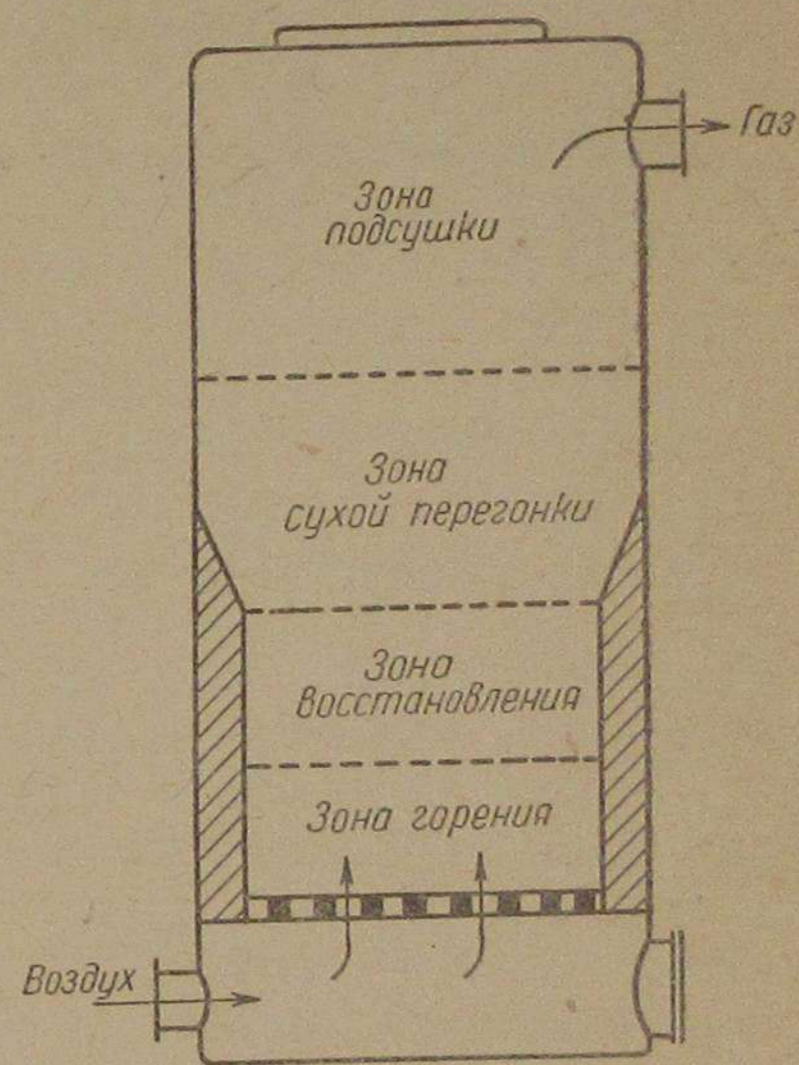 Газ
Зона
подсушки
Зона
сухой перегонки
Зона
восстановления
Зона горения
Воздух